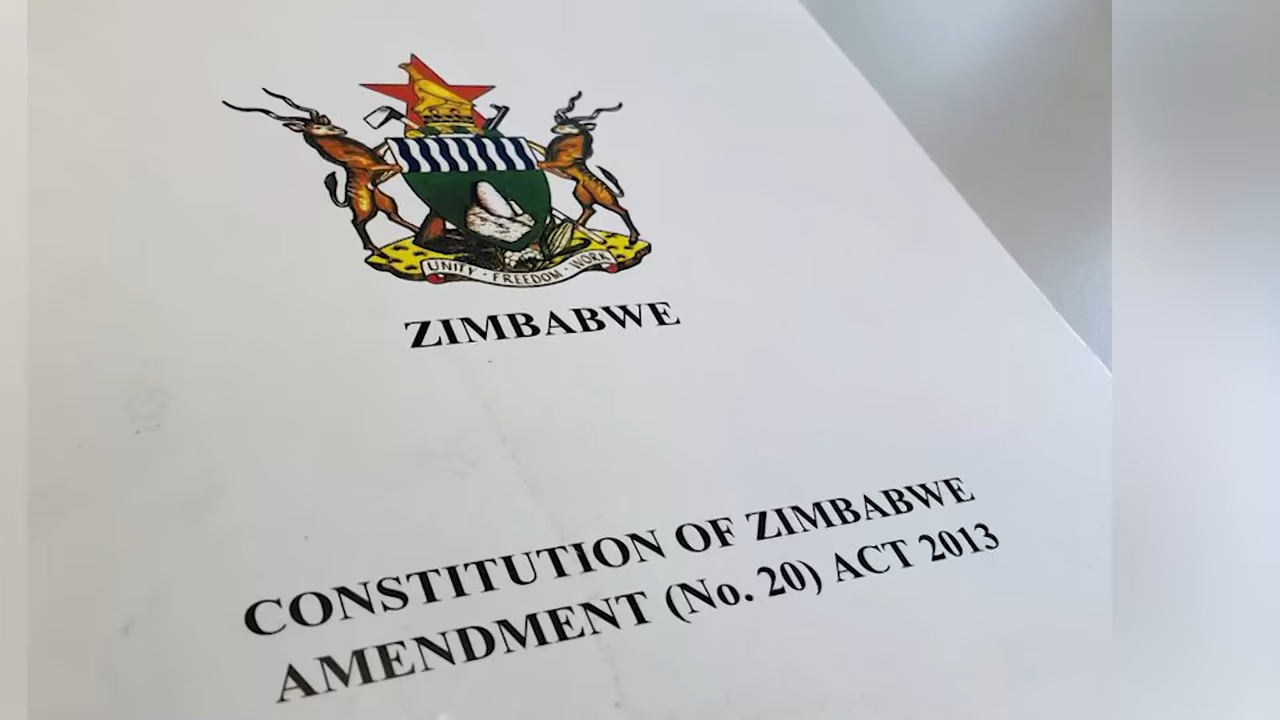 UNITY · FREEDOM · WORK
ZIMBABWE
CONSTITUTION OF ZIMBABWE
AMENDMENT (No. 20) ACT 2013